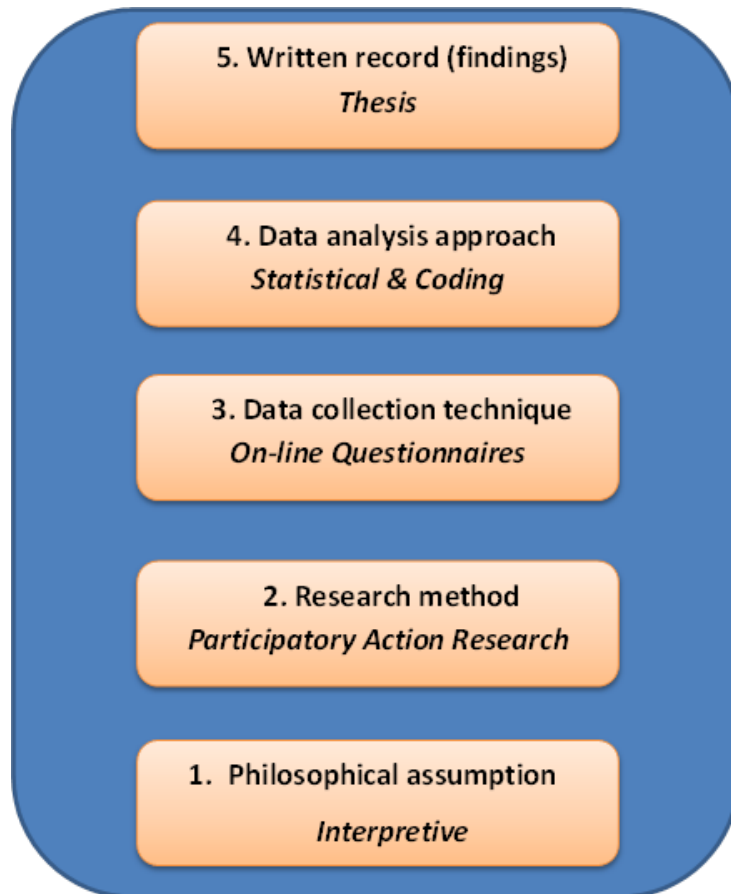 5. Written record (findings)
Thesis
4. Data analysis approach
Statistical & Coding
3. Data collection technique
On-line Questionnaires
2. Research method
Participatory Action Research
1. Philosophical assumption
Interpretive